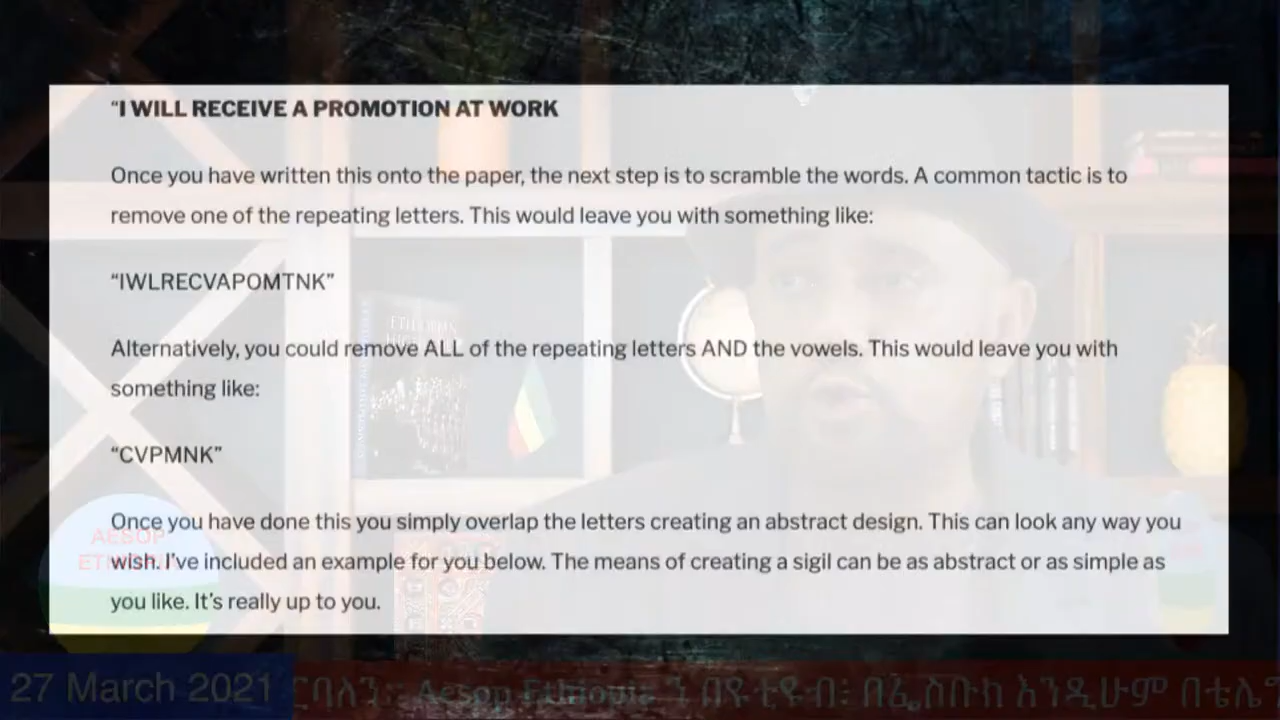 “I WILL RECEIVE A PROMOTION AT WORK
Once you have written this onto the paper, the next step is to scramble the words. A common tactic is to
remove one of the repeating letters. This would leave you with something like:
“IWLRECVAPOMTNK”
Alternatively, you could remove ALL of the repeating letters AND the vowels. This would leave you with
something like:
“CVPMNK”
Once you have done this you simply overlap the letters creating an abstract design. This can look any way you
wish. I’ve included an example for you below. The means of creating a sigil can be as abstract or as simple as
you like. It’s really up to you.
AESOP
27 March 2021
Aesop Ethiopia ን በዩቲዩብ፤ በፌስቡክ እንዲሁም በቴሌ